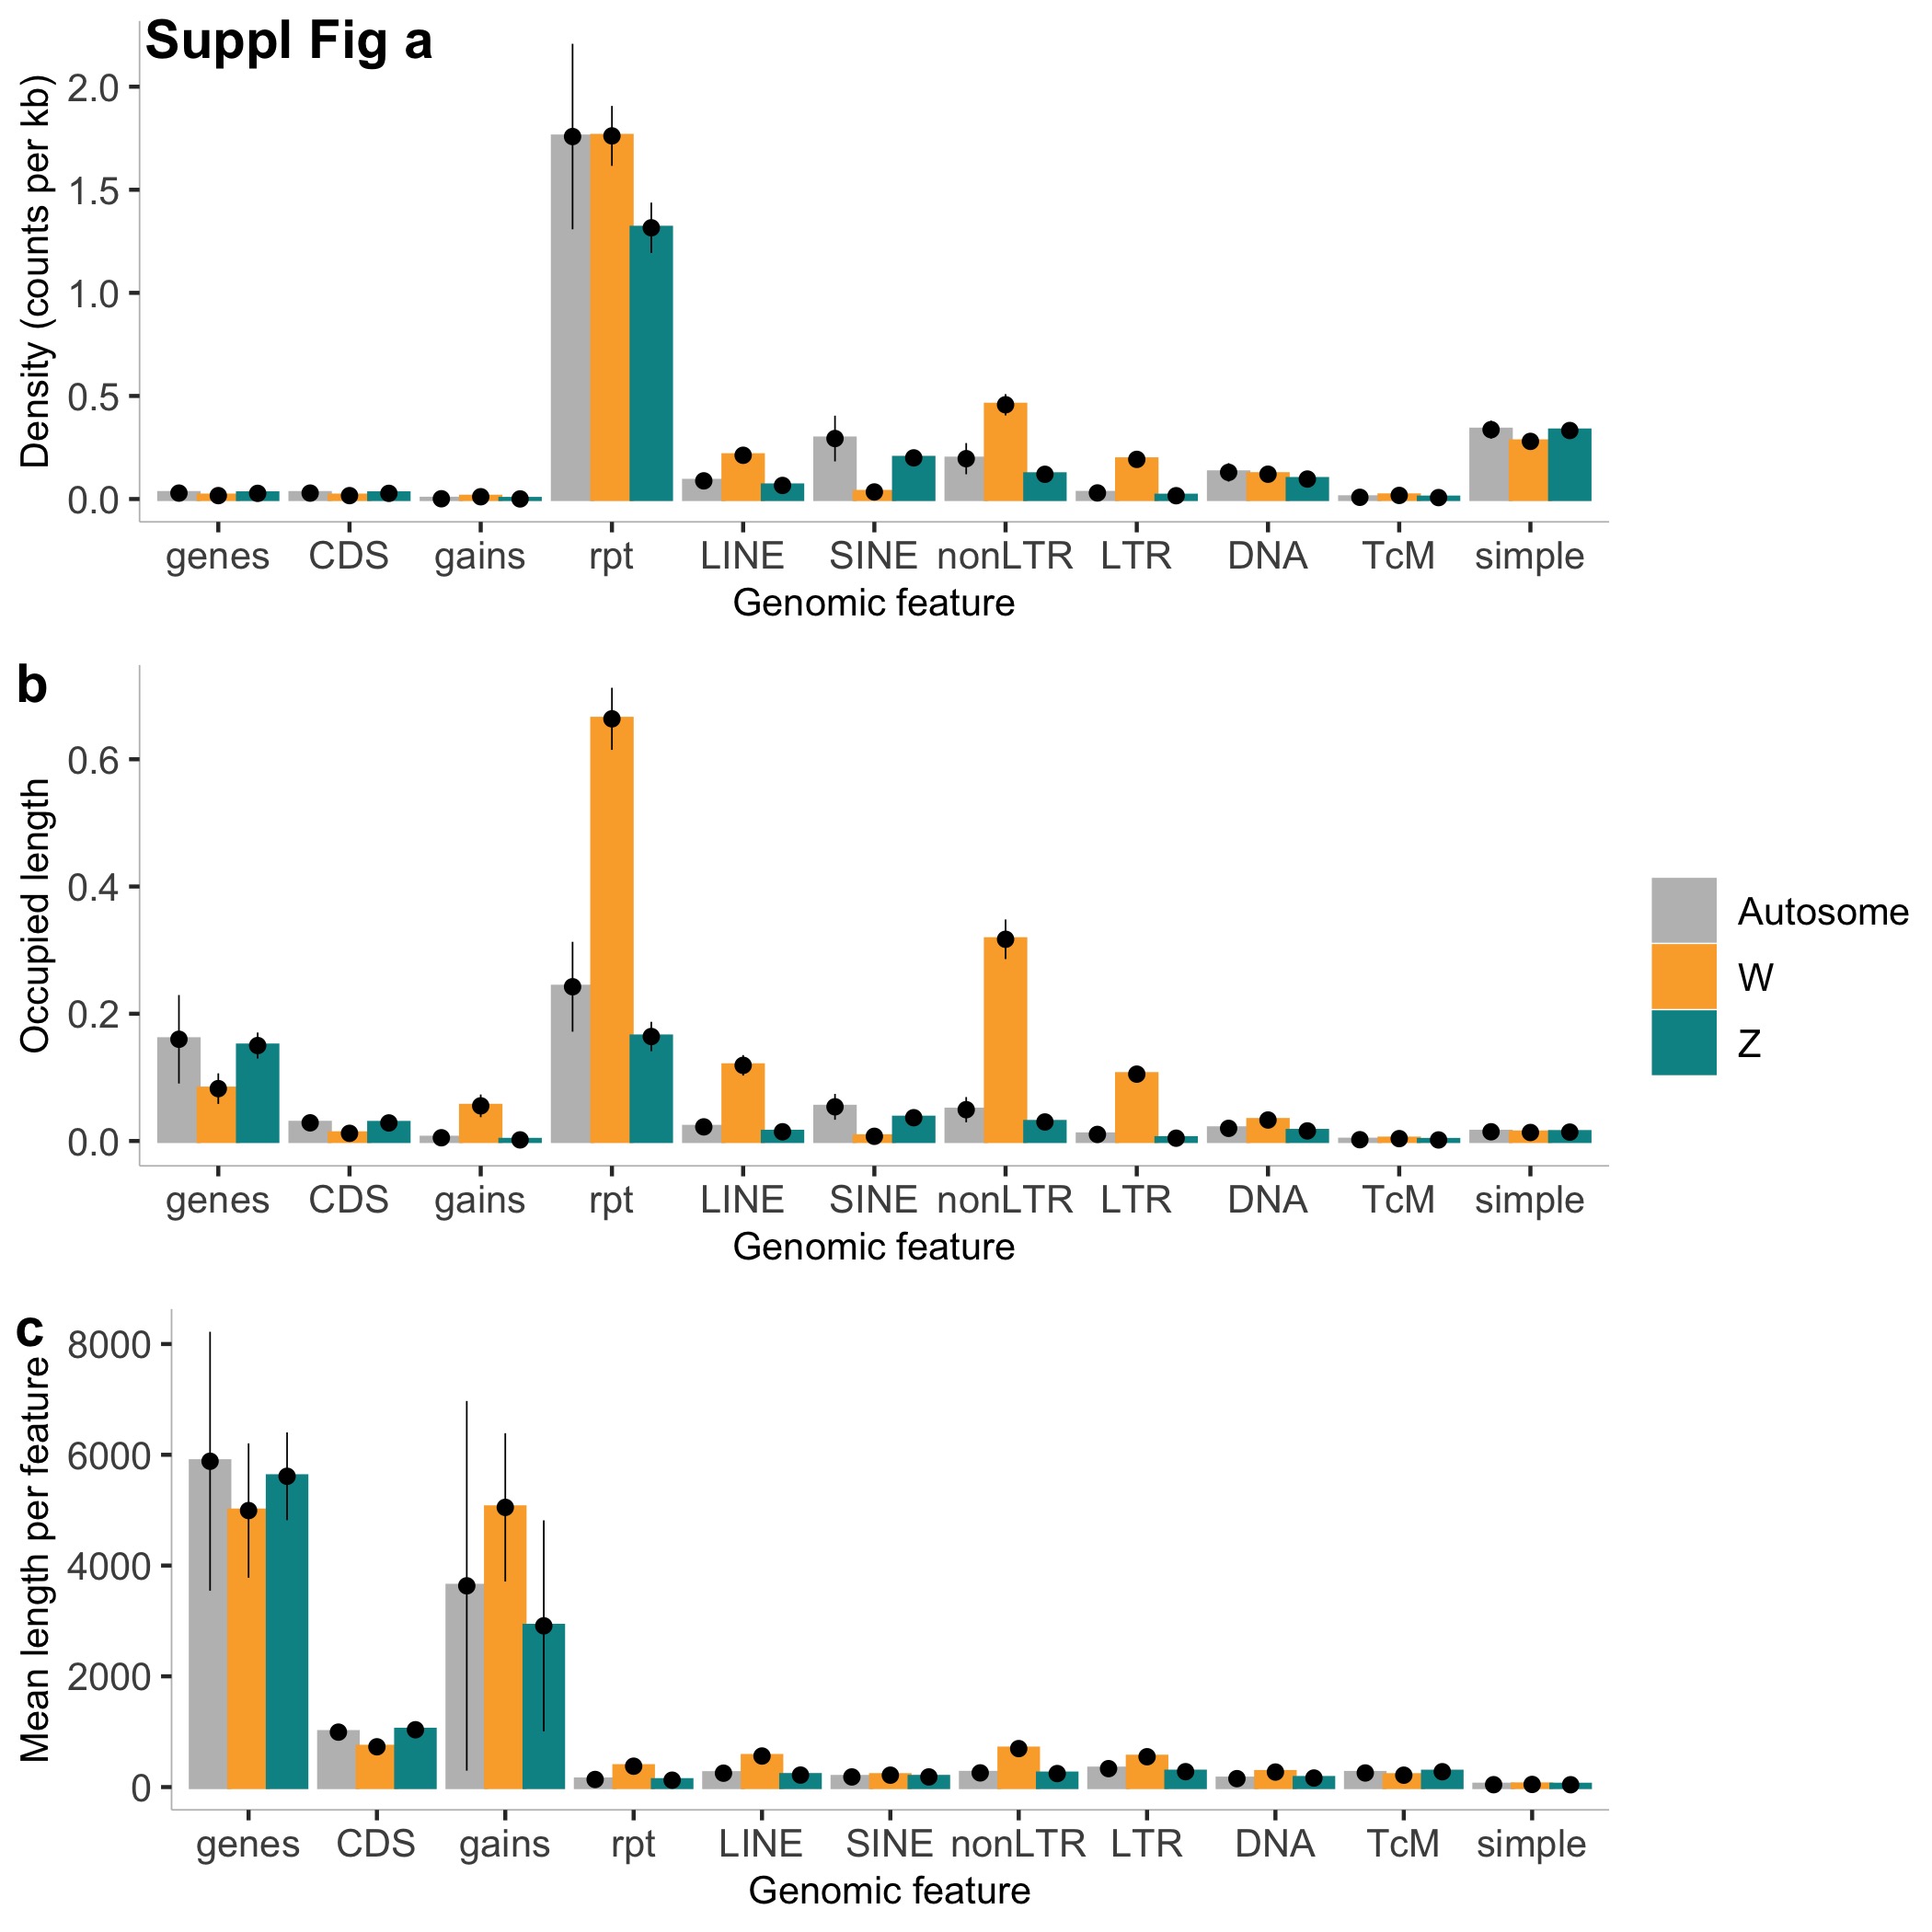 Suppl Fig a
Density (counts per kb)
2.0
1.5
1.0
0.5
0.0
genes CDS gains rpt LINE SINE nonLTR LTR DNA TcM simple
Genomic feature
b
Occupied length
0.6
0.4
0.2
0.0
genes CDS gains rpt LINE SINE nonLTR LTR DNA TcM simple
Genomic feature
Autosome
W
Z
c
Mean length per feature
8000
6000
4000
2000
0
genes CDS gains rpt LINE SINE nonLTR LTR DNA TcM simple
Genomic feature